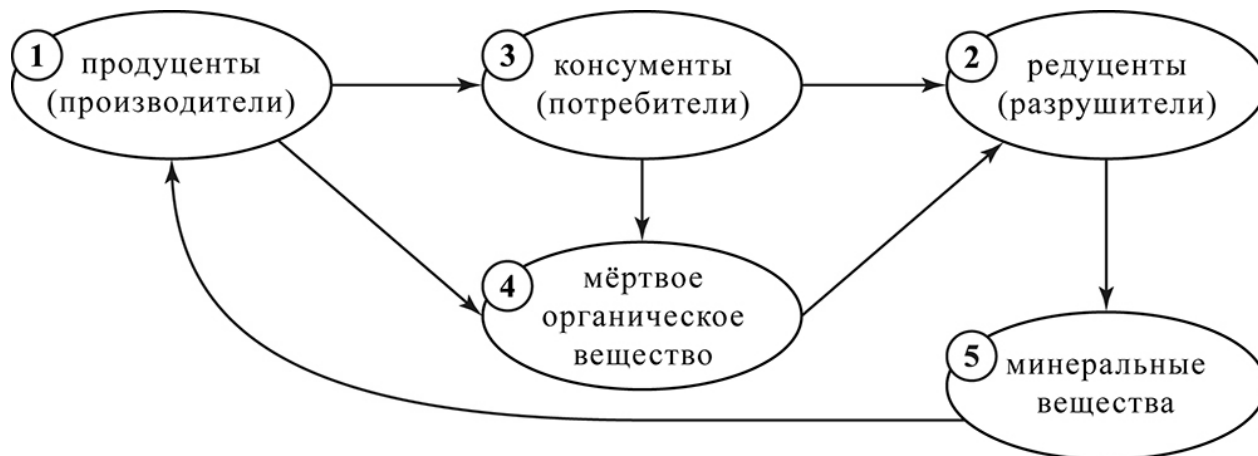 1
продуценты
(производители)
3
консументы
(потребители)
2
редуценты
(разрушители)
4
мёртвое
органическое
вещество
5
минеральные
вещества